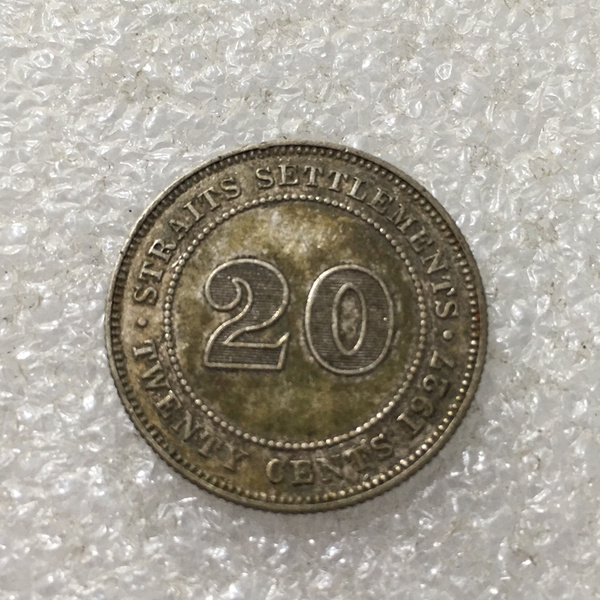 · STRAITS SETTLEMENTS ·
20
TWENTY CENTS 1927